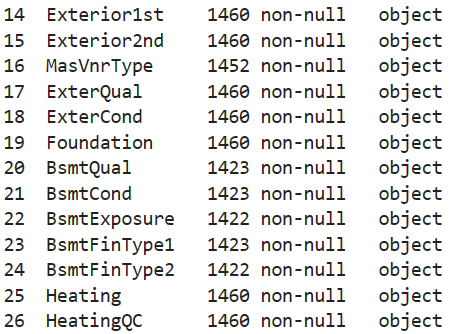 14  Exterior1st    1460 non-null   object
15  Exterior2nd    1460 non-null   object
16  MasVnrType     1452 non-null   object
17  ExterQual      1460 non-null   object
18  ExterCond      1460 non-null   object
19  Foundation     1460 non-null   object
20  BsmtQual       1423 non-null   object
21  BsmtCond       1423 non-null   object
22  BsmtExposure   1422 non-null   object
23  BsmtFinType1   1423 non-null   object
24  BsmtFinType2   1422 non-null   object
25  Heating        1460 non-null   object
26  HeatingQC      1460 non-null   object